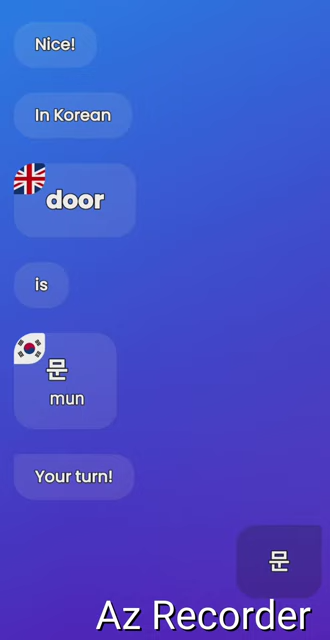 Nice!
In Korean
door
is
문
mun
Your turn!
문
Az Recorder